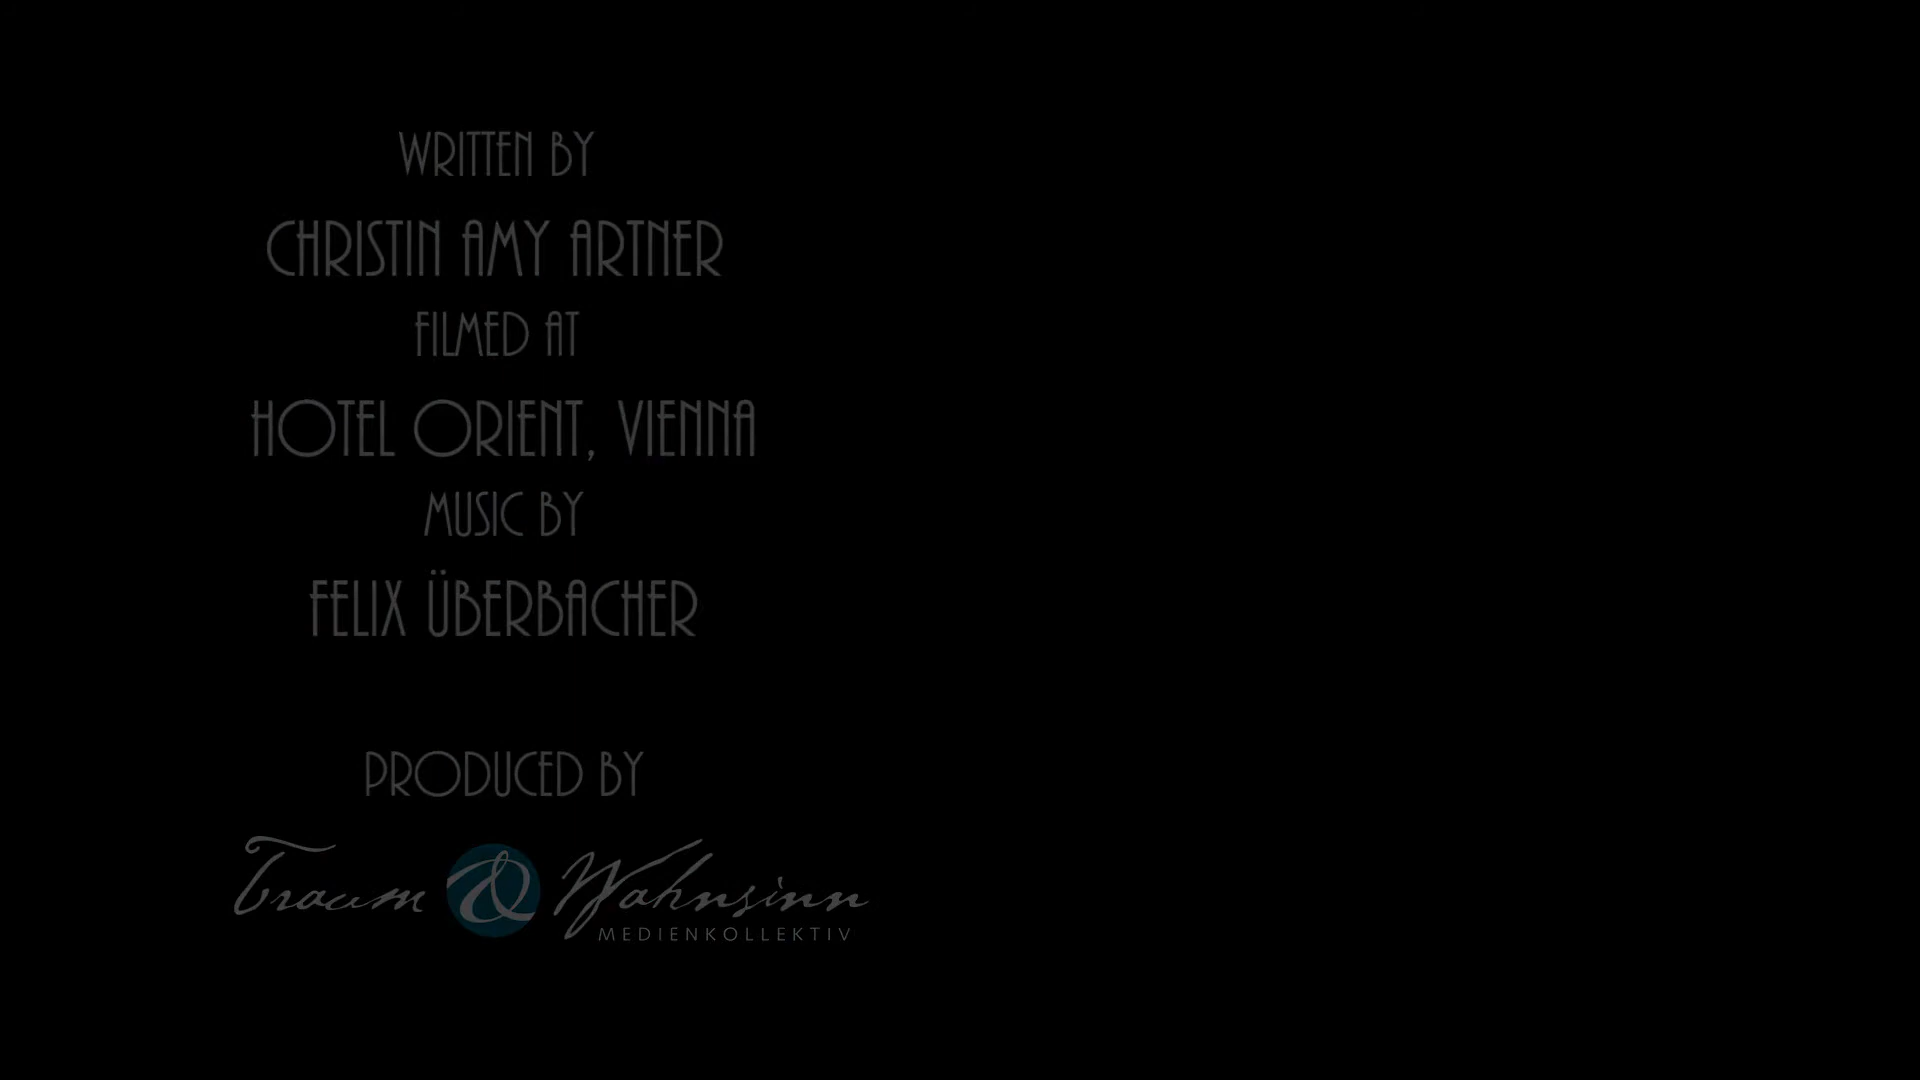 WRITTEN BY
CHRISTIN AMY ARTNER
FILMED AT
HOTEL ORIENT, VIENNA
MUSIC BY
FELIX ÜBERBACHER
PRODUCED BY
Traum & Wahnsinn
MEDIENKOLLEKTIV